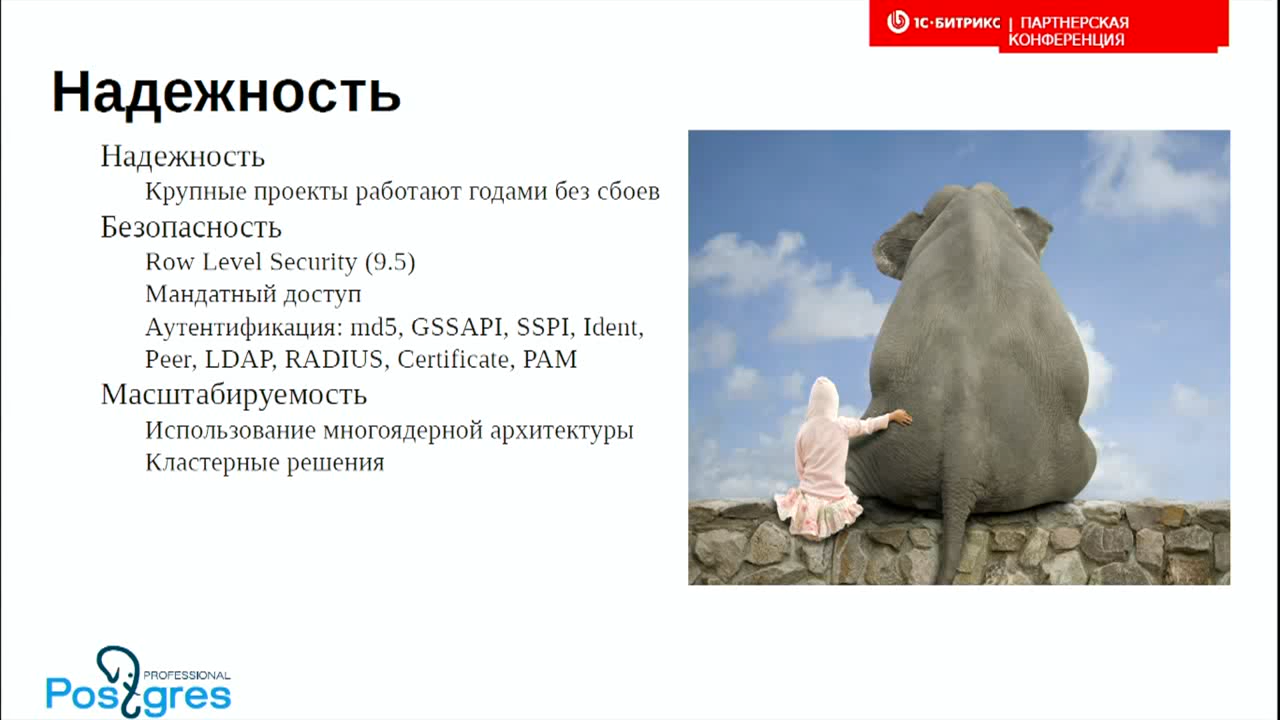 1С·БИТРИКС | ПАРТНЕРСКАЯ
КОНФЕРЕНЦИЯ
Надежность
Надежность
Крупные проекты работают годами без сбоев
Безопасность
Row Level Security (9.5)
Мандатный доступ
Аутентификация: md5, GSSAPI, SSPI, Ident,
Peer, LDAP, RADIUS, Certificate, PAM
Масштабируемость
Использование многоядерной архитектуры
Кластерные решения
PROFESSIONAL
Postgres